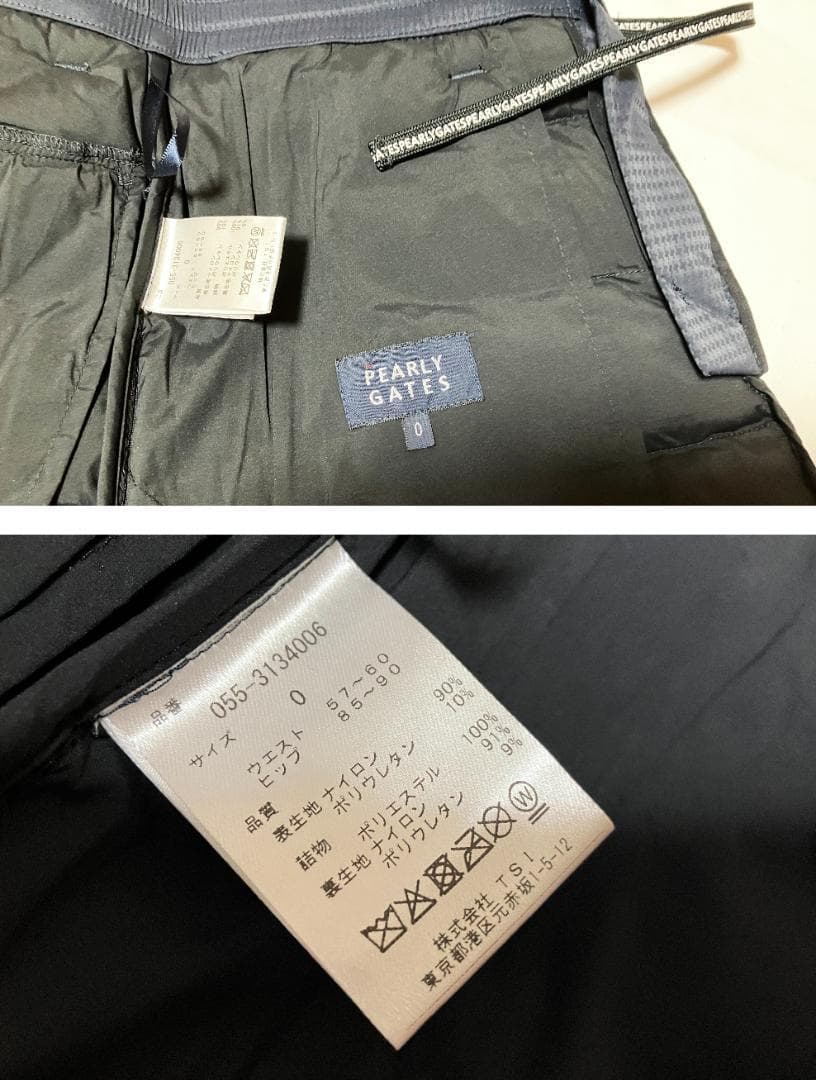 ATESPEARLYGATESPEARLYGATESPEARLYGATESPEARLYGATESPEARLYGATESPE
055-3134006
0
PEARLY
GATES
0
品番 055-3134006
サイズ 0
ウエスト 57～60
ヒップ 85～90
品質
表生地 ナイロン 90%
ポリウレタン 10%
詰物 ポリエステル 100%
裏生地 ナイロン 91%
ポリウレタン 9%
W
株式会社 TSI
東京都港区元赤坂1-5-12